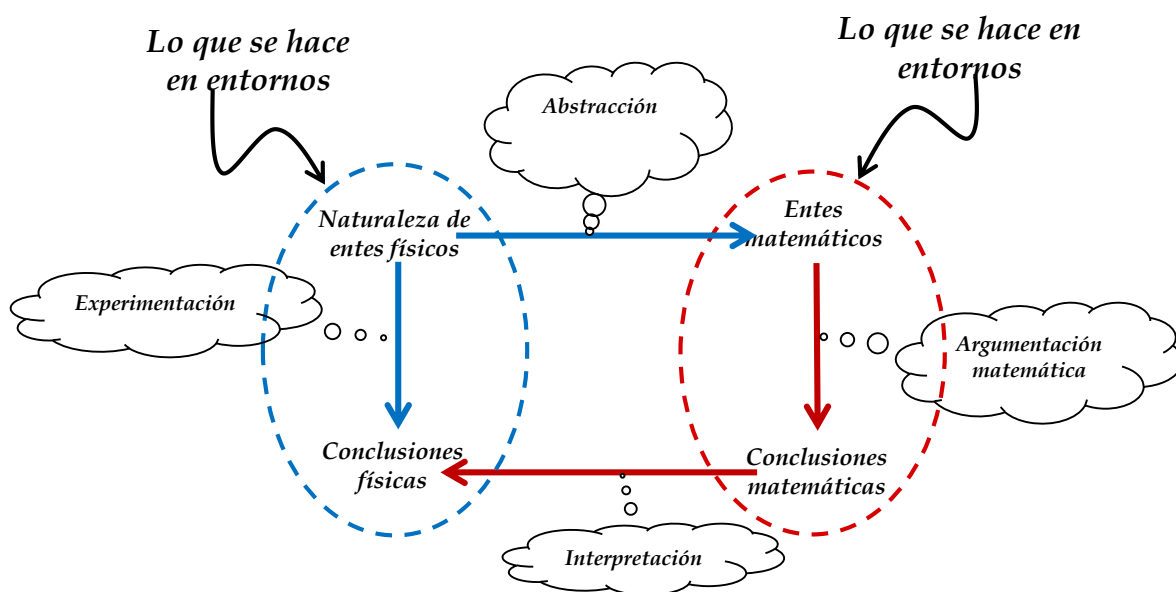 Lo que se hace
en entornos
Lo que se hace en
entornos
Abstracción
Naturaleza de
entes físicos
Entes
matemáticos
Experimentación
Argumentación
matemática
Conclusiones
físicas
Conclusiones
matemáticas
Interpretación